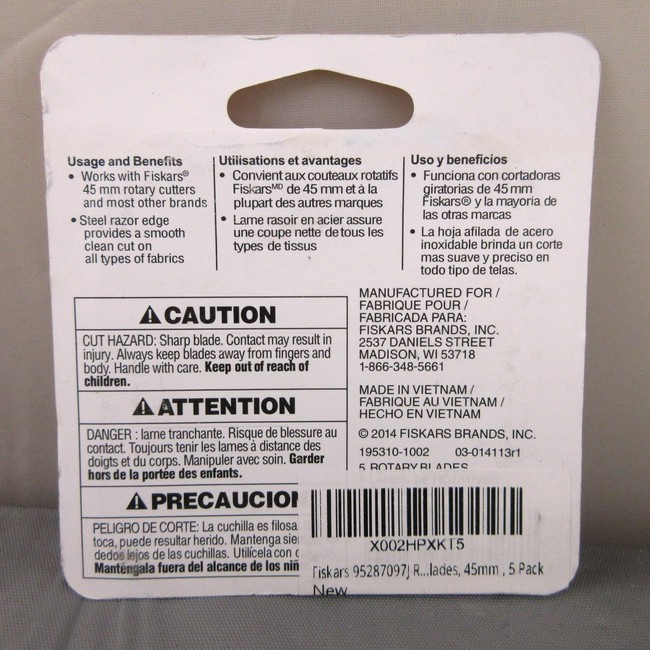 Usage and Benefits
• Works with Fiskars®
45 mm rotary cutters
and most other brands
• Steel razor edge
provides a smooth
clean cut on
all types of fabrics
Utilisations et avantages
• Convient aux couteaux rotatifs
Fiskars MD de 45 mm et à la
plupart des autres marques
• Lame rasoir en acier assure
une coupe nette de tous les
types de tissus
Uso y beneficios
• Funciona con cortadoras
giratorias de 45 mm
Fiskars® y la mayoría de
las otras marcas
• La hoja afilada de acero
inoxidable brinda un corte
mas suave y preciso en
todo tipo de telas.
⚠CAUTION
CUT HAZARD: Sharp blade. Contact may result in
injury. Always keep blades away from fingers and
body. Handle with care. Keep out of reach of
children.
⚠ATTENTION
DANGER : lame tranchante. Risque de blessure au
contact. Toujours tenir les lames à distance des
doigts et du corps. Manipuler avec soin. Garder
hors de la portée des enfants.
⚠PRECAUCION
PELIGRO DE CORTE: La cuchilla es filosa
toca, puede resultar herido. Mantenga
dedos lejos de las cuchillas. Utilícela con
Manténgala fuera del alcance de los
MANUFACTURED FOR /
FABRIQUE POUR /
FABRICADA PARA:
FISKARS BRANDS, INC.
2537 DANIELS STREET
MADISON, WI 53718
1-866-348-5661
MADE IN VIETNAM /
FABRIQUE AU VIETNAM /
HECHO EN VIETNAM
© 2014 FISKARS BRANDS, INC.
195310-1002 03-014113r1
5 ROTARY BLADES
X002HPXKT5
Fiskars 95287097J R...lades, 45mm , 5 Pack
New